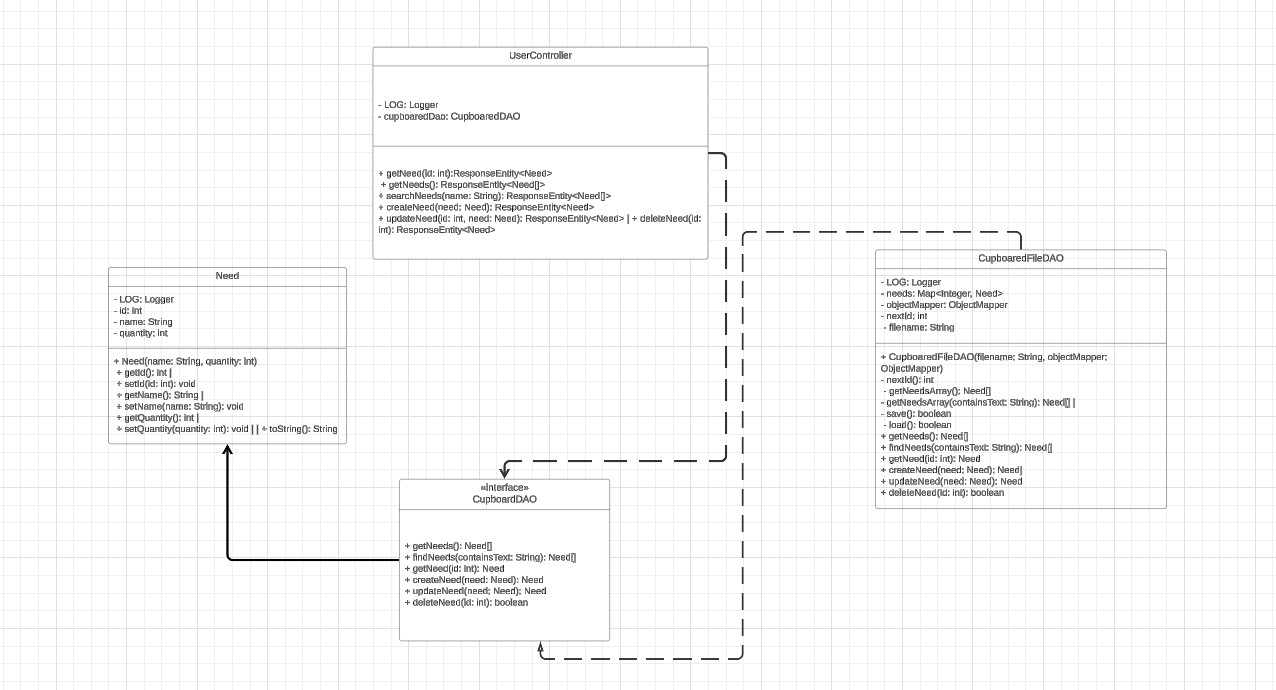 UserController
- LOG: Logger
- cupboaredDao: CupboaredDAO
+ getNeed(id: int):ResponseEntity<Need>
+ getNeeds(): ResponseEntity<Need[]>
+ searchNeeds(name: String): ResponseEntity<Need[]>
+ createNeed(need: Need): ResponseEntity<Need>
+ updateNeed(id: int, need: Need): ResponseEntity<Need> | + deleteNeed(id:
int): ResponseEntity<Need>
Need
- LOG: Logger
- id: int
- name: String
- quantity: int
+ Need(name: String, quantity: int)
+ getId(): int |
+ setId(id: int): void
+ getName(): String |
+ setName(name: String): void
+ getQuantity(): int |
+ setQuantity(quantity: int): void | | + toString(): String
CupboaredFileDAO
- LOG: Logger
- needs: Map<Integer, Need>
- objectMapper: ObjectMapper
- nextId: int
- filename: String
+ CupboaredFileDAO(filename: String, objectMapper:
ObjectMapper)
- nextId(): int
- getNeedsArray(): Need[]
- getNeedsArray(containsText: String): Need[] |
- save(): boolean
- load(): boolean
+ getNeeds(): Need[]
+ findNeeds(containsText: String): Need[]
+ getNeed(id: int): Need
+ createNeed(need: Need): Need|
+ updateNeed(need: Need): Need
+ deleteNeed(id: int): boolean
«interface»
CupboardDAO
+ getNeeds(): Need[]
+ findNeeds(containsText: String): Need[]
+ getNeed(id: int): Need
+ createNeed(need: Need): Need
+ updateNeed(need: Need): Need
+ deleteNeed(id: int): boolean